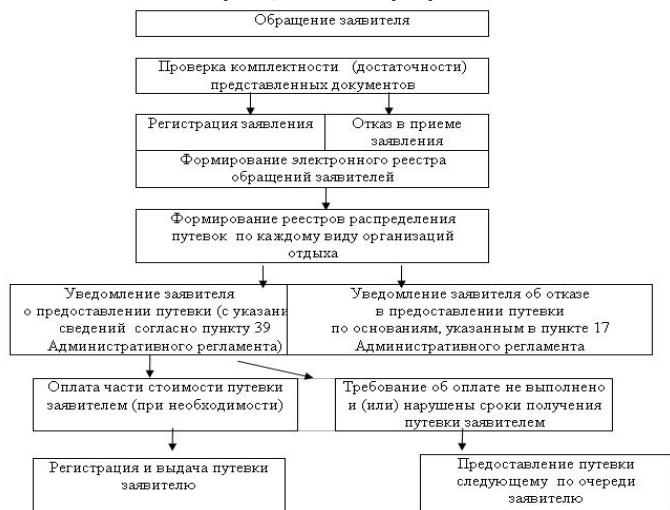 Обращение заявителя
Проверка комплектности (достаточности)
представленных документов
Регистрация заявления
Отказ в приеме
заявления
Формирование электронного реестра
обращений заявителей
Формирование реестров распределения
путевок по каждому виду организаций
отдыха
Уведомление заявителя
о предоставлении путевки (с указани
сведений согласно пункту 39
Административного регламента)
Уведомление заявителя об отказе
в предоставлении путевки
по основаниям, указанным в пункте 17
Административного регламента
Оплата части стоимости путевки
заявителем (при необходимости)
Требование об оплате не выполнено
и (или) нарушены сроки получения
путевки заявителем
Регистрация и выдача путевки
заявителю
Предоставление путевки
следующему по очереди
заявителю